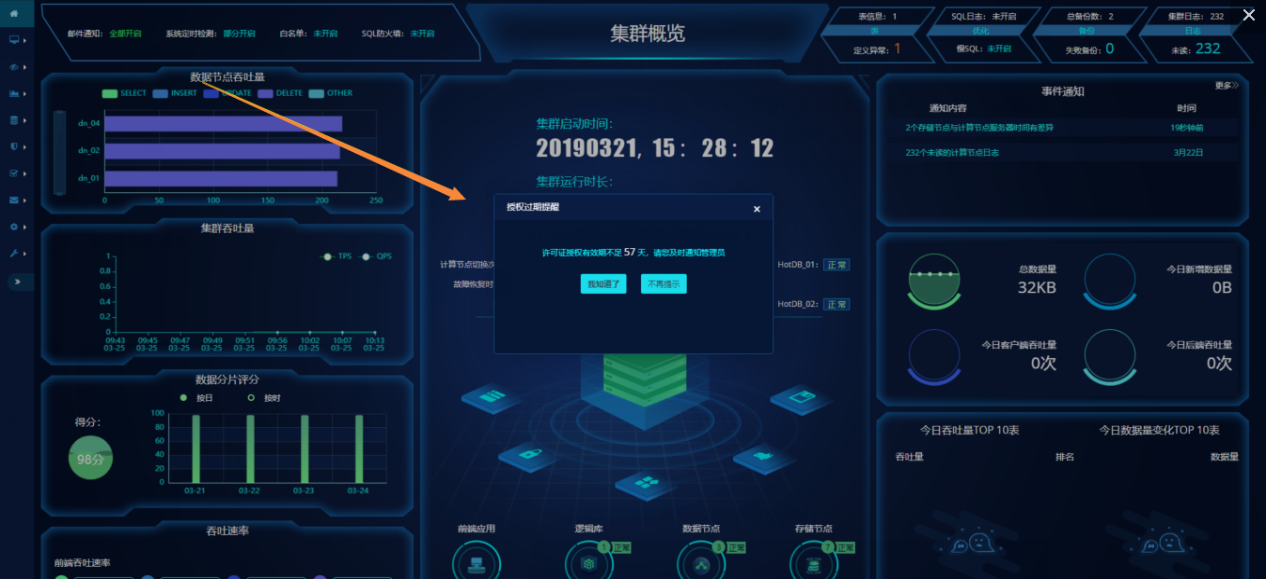 邮件通知: 全部开启
系统定时检测: 部分开启
白名单: 未开启
SQL防火墙: 未开启
集群概览
表信息: 1
表
定义异常: 1
SQL日志: 未开启
优化
慢SQL: 未开启
总备份数: 2
备份
失败备份: 0
集群日志: 232
日志
未读: 232
数据节点吞吐量
SELECT INSERT UPDATE DELETE OTHER
dn_04
dn_02
dn_01
0 50 100 150 200 250
集群吞吐量
TPS QPS
1
0.8
0.6
0.4
0.2
0
09:43 09:45 09:47 09:49 09:51 09:56 10:02 10:07 10:13
03-25 03-25 03-25 03-25 03-25 03-25 03-25 03-25 03-25
数据分片评分
按日 按时
得分:
98分
100
80
60
40
20
0
03-21 03-22 03-23 03-24
吞吐速率
前端吞吐速率
集群启动时间:
20190321, 15: 28: 12
集群运行时长:
授权过期提醒
许可证授权有效期不足 57 天, 请您及时通知管理员
我知道了 不再提示
计算节点切换次
故障恢复时
HotDB_01: 正常
HotDB_02: 正常
前端应用
逻辑库
正常
数据节点
正常
存储节点
7 正常
事件通知
更多
通知内容 时间
2个存储节点与计算节点服务器时间有差异 19秒钟前
232个未读的计算节点日志 3月22日
总数据量
32KB
今日新增数据量
0B
今日客户端吞吐量
0次
今日后端吞吐量
0次
今日吞吐量TOP 10表
今日数据量变化TOP 10表
吞吐量 排名 数据量